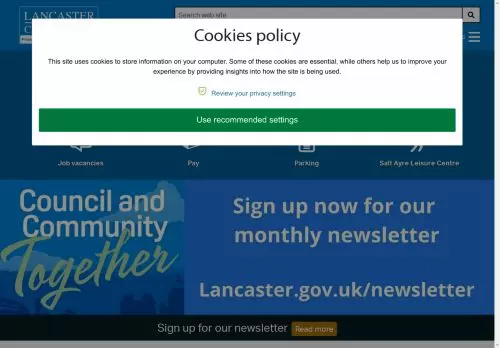 LANCASTER
Search web site
Cookies policy
This site uses cookies to store information on your computer. Some of these cookies are essential, while others help us to improve your
experience by providing insights into how the site is being used.
Review your privacy settings
Use recommended settings
Job vacancies
Pay
Parking
Salt Ayre Leisure Centre
Council and
Community
Together
Sign up now for our
monthly newsletter
Lancaster.gov.uk/newsletter
Sign up for our newsletter Read more